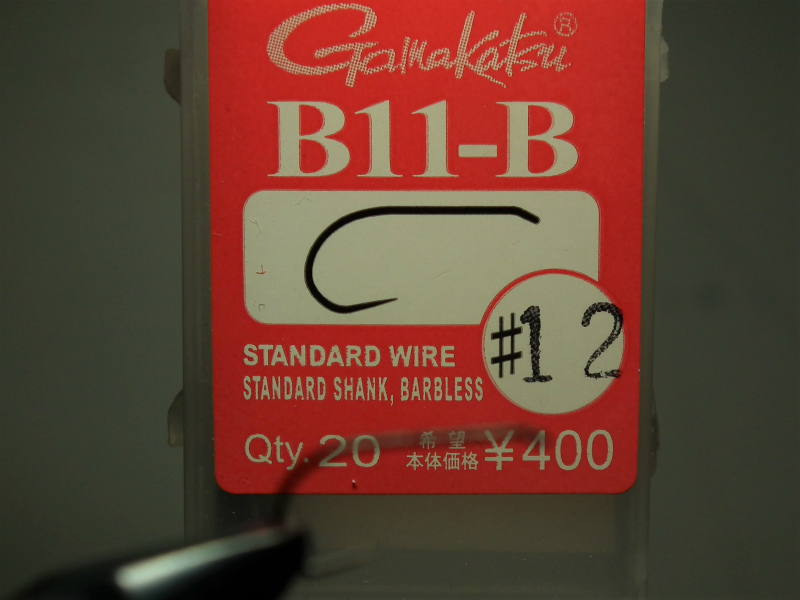 Gamakatsu®
B11-B
#12
STANDARD WIRE
STANDARD SHANK, BARBLESS
Qty. 20 希望本体価格 ¥400